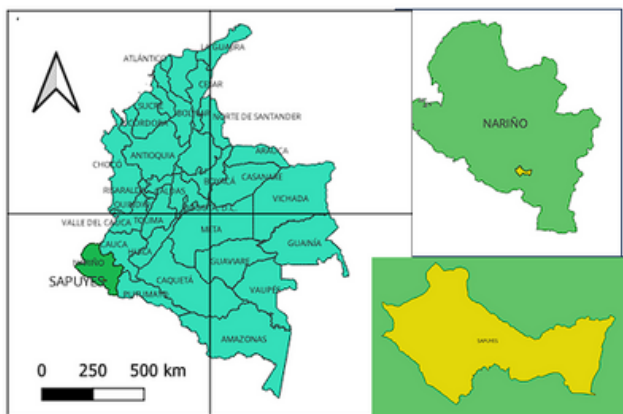 LA GUAJIRA
ATLÁNTICO
CESAR
SUCRE
BOLÍVAR
NORTE DE SANTANDER
CÓRDOBA
ANTIOQUIA
ARAUCA
CHOCÓ
BOYACÁ
CASANARE
RISARALDA
CALDAS
VICHADA
QUINDÍO
D.C.
VALLE DEL CAUCA
TOLIMA
META
CAUCA
HUILA
GUAINÍA
NARIÑO
GUAVIARE
SAPUYES
CAQUETÁ
VAUPÉS
PUTUMAYO
AMAZONAS
0 250 500 km
NARIÑO
SAPUYES